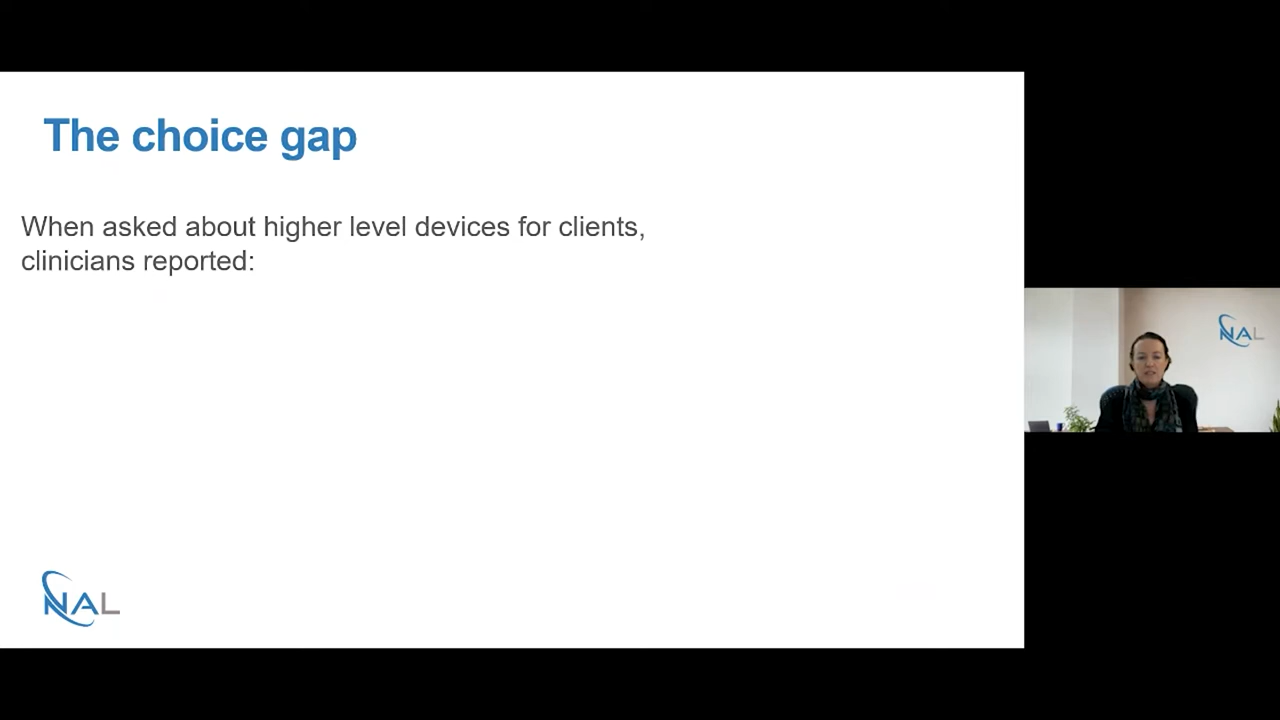 The choice gap
When asked about higher level devices for clients,
clinicians reported:
NAL
NAL